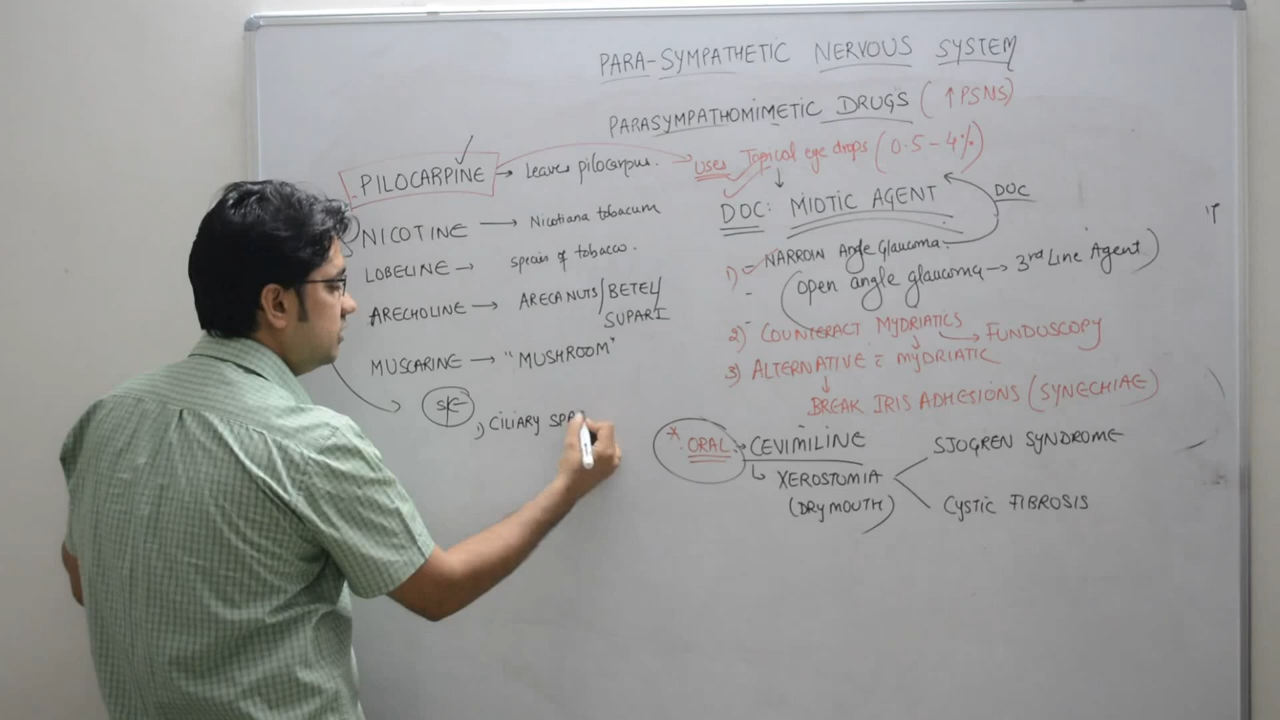 PARA-SYMPATHETIC NERVOUS SYSTEM
PARASYMPATHOMIMETIC DRUGS (↑PSNS)
.PILOCARPINE → Leaves pilocarpus.
NICOTINE → Nicotiana tobacum
LOBELINE → species of tobacco.
ARECHOLINE → ARECANUTS/BETEL/
SUPARI
MUSCARINE → "MUSHROOM"
S/E
1) CILIARY SPA
Uses Topical eye drops (0.5-4%)
DOC: MIOTIC AGENT
DOC
1) - NARROW Angle Glaucoma.
- (Open angle glaucoma → 3rd Line Agent)
-
2) COUNTERACT MYDRIATICS → FUNDUSCOPY
3) ALTERNATIVE c̄ MYDRIATIC
↓
BREAK IRIS ADHESIONS (SYNECHIAE)
* ORAL → CEVIMILINE
↳ XEROSTOMIA
(DRY MOUTH)
SJOGREN SYNDROME
CYSTIC FIBROSIS